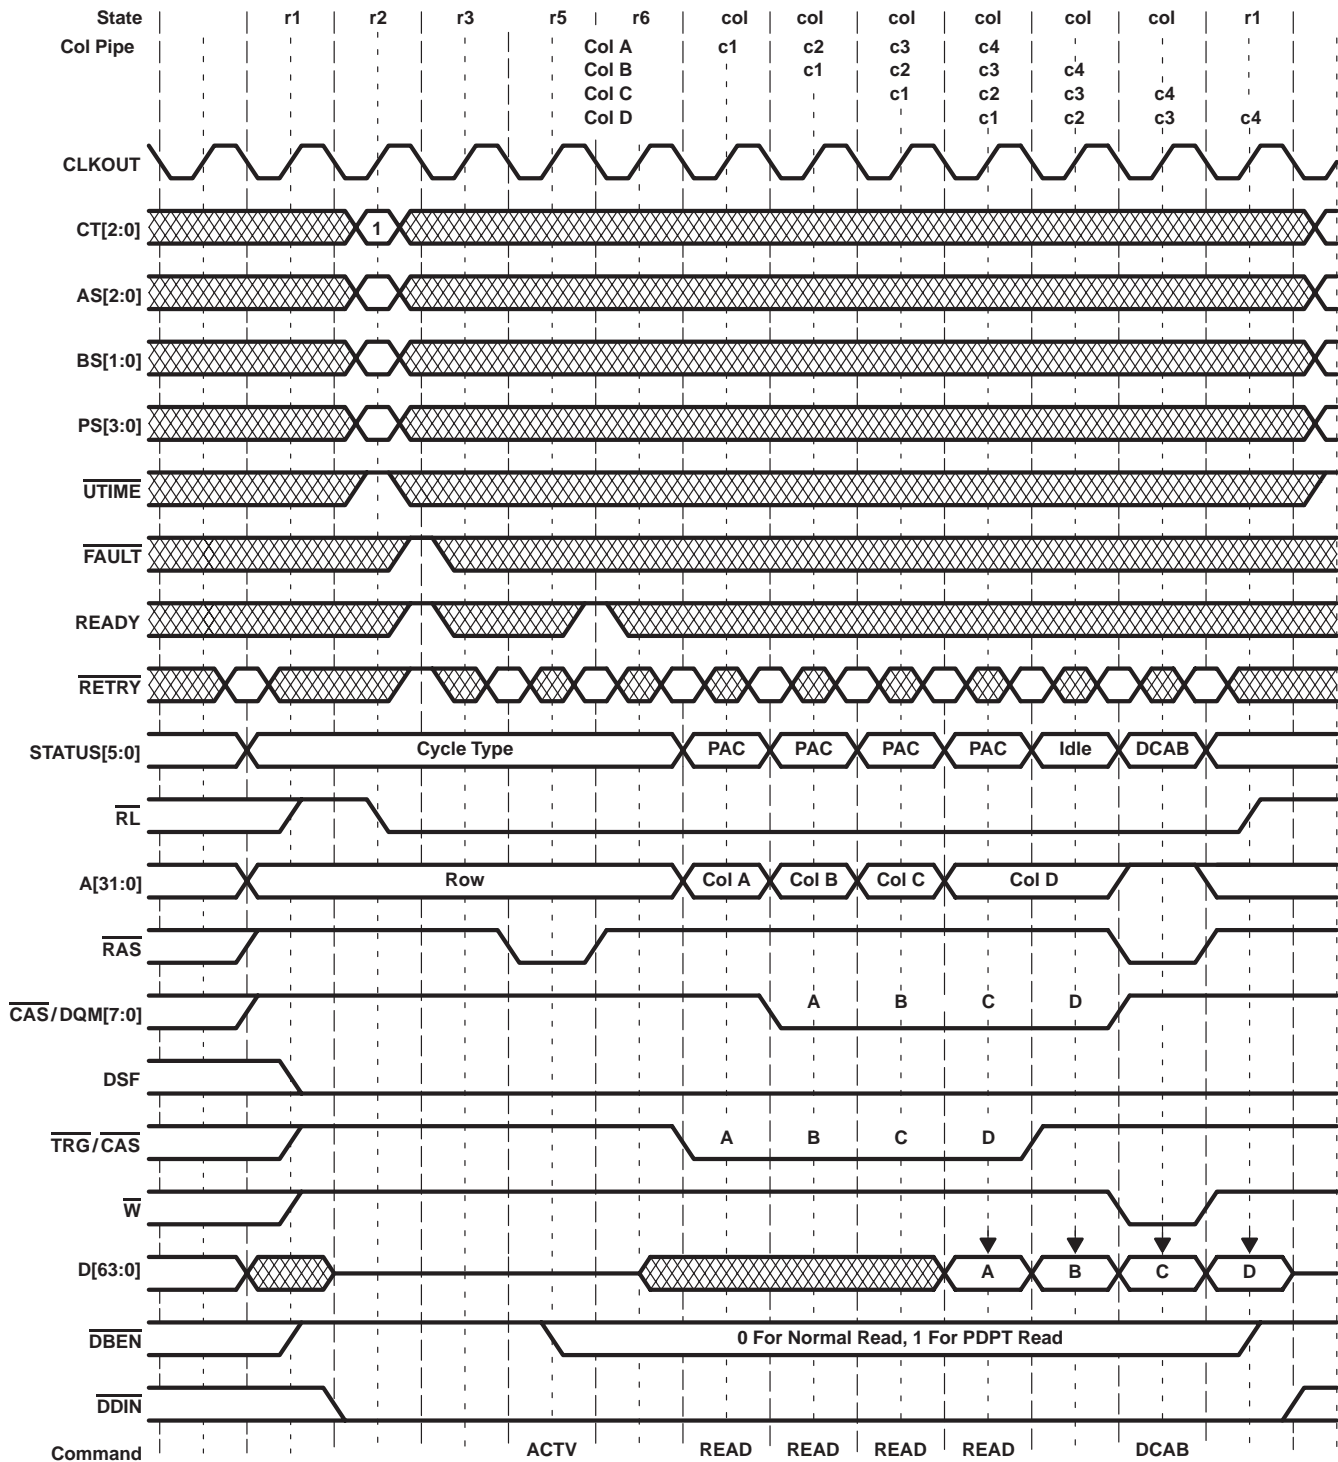 State r1 r2 r3 r5 r6 col col col col col col r1
Col Pipe Col A c1 c2 c3 c4
Col B c1 c2 c3 c4
Col C c1 c2 c3 c4
Col D c1 c2 c3 c4
CLKOUT
CT[2:0] 1
AS[2:0]
BS[1:0]
PS[3:0]
UTIME
FAULT
READY
RETRY
STATUS[5:0] Cycle Type PAC PAC PAC PAC Idle DCAB
RL
A[31:0] Row Col A Col B Col C Col D
RAS
CAS/DQM[7:0] A B C D
DSF
TRG/CAS A B C D
W
D[63:0] A B C D
DBEN 0 For Normal Read, 1 For PDPT Read
DDIN
Command ACTV READ READ READ READ DCAB